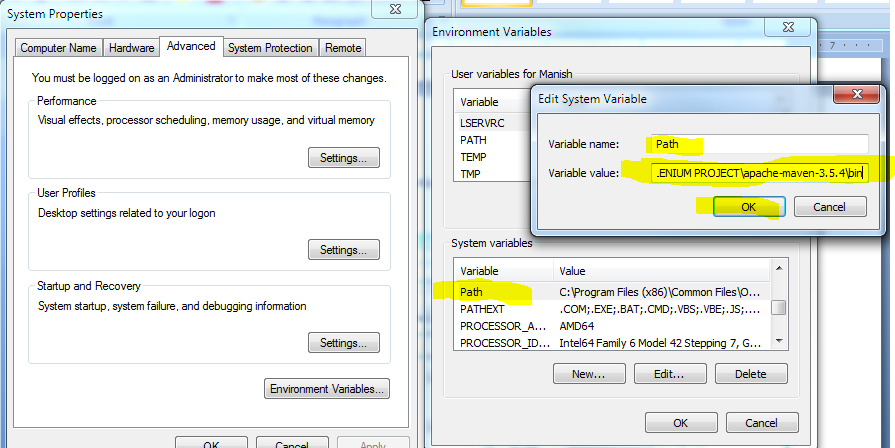 System Properties
Computer Name Hardware Advanced System Protection Remote
You must be logged on as an Administrator to make most of these changes.
Performance
Visual effects, processor scheduling, memory usage, and virtual memory
Settings...
User Profiles
Desktop settings related to your logon
Settings...
Startup and Recovery
System startup, system failure, and debugging information
Settings...
Environment Variables...
OK Cancel Apply
Environment Variables
User variables for Manish
Variable
LSERVRC
PATH
TEMP
TMP
Edit System Variable
Variable name: Path
Variable value: .ENIUM PROJECT\apache-maven-3.5.4\bin
OK Cancel
System variables
Variable Value
Path C:\Program Files (x86)\Common Files\O...
PATHEXT .COM;.EXE;.BAT;.CMD;.VBS;.VBE;.JS;....
PROCESSOR_A... AMD64
PROCESSOR_ID... Intel64 Family 6 Model 42 Stepping 7, G...
New... Edit... Delete
OK Cancel
7